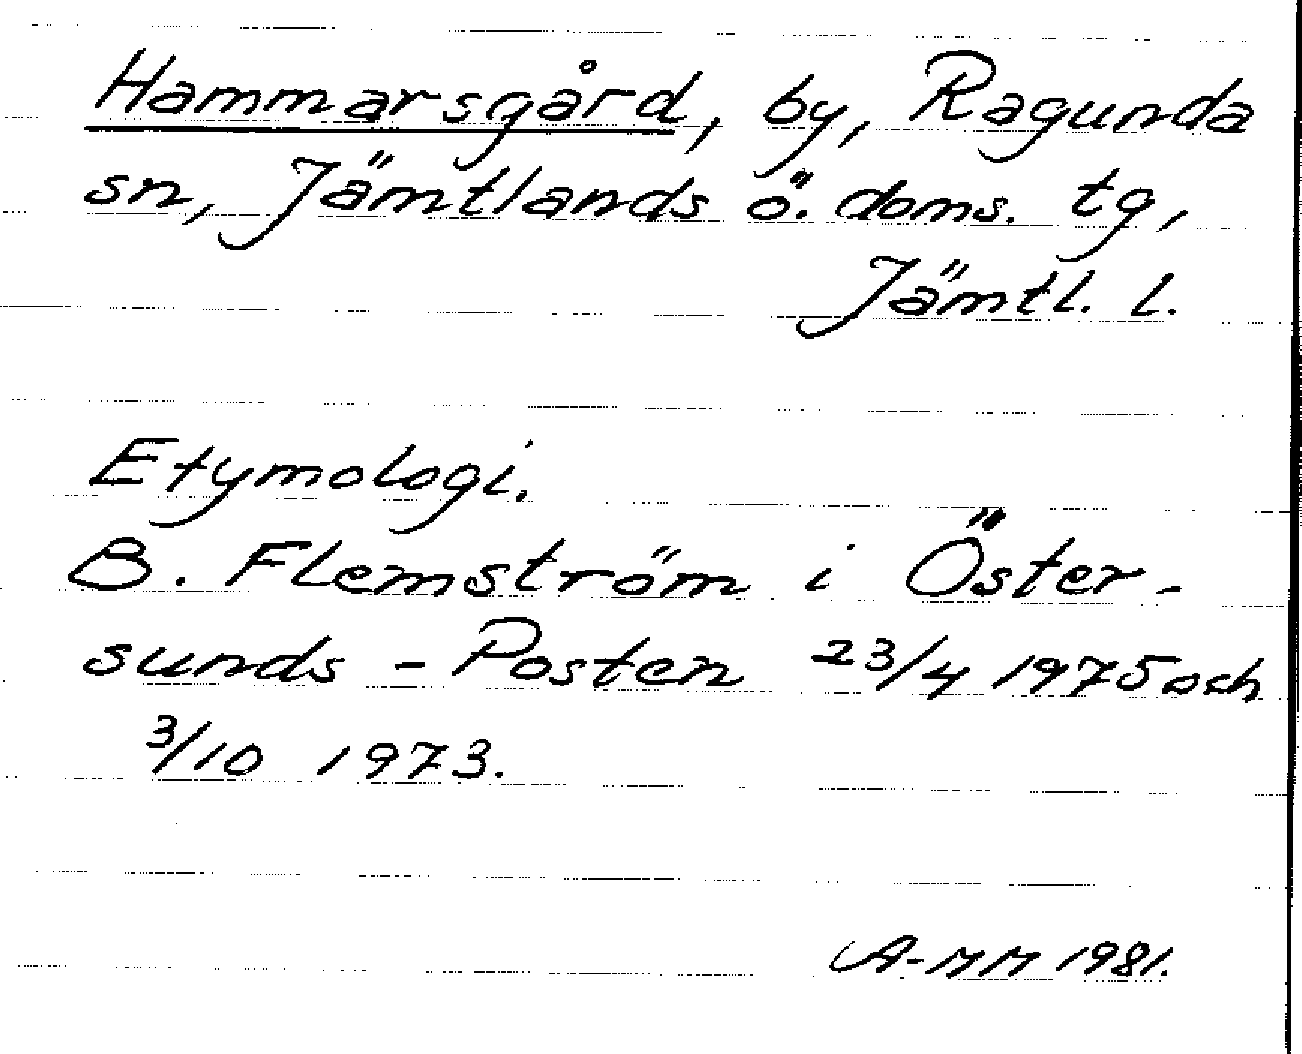 Hammarsgård, by, Ragunda
sn, Jämtlands ö. doms. tg,
Jämtl. l.
Etymologi.
B. Flemström i Öster-
sunds - Posten 23/4 1975 och
3/10 1973.
A-MM 1981.